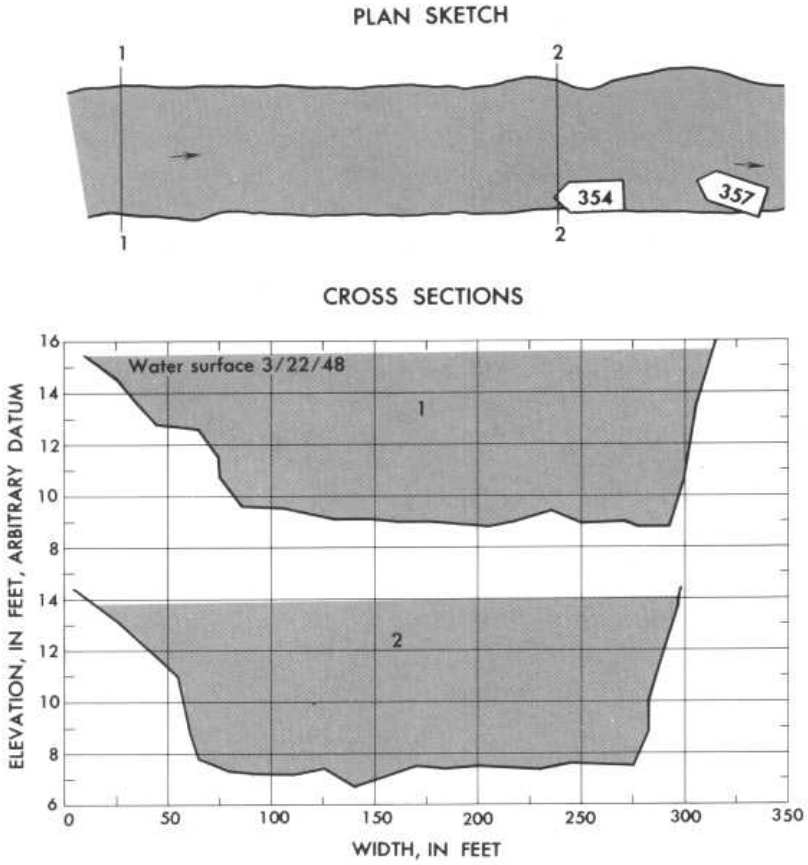 PLAN SKETCH
1 2
354 357
1 2
CROSS SECTIONS
ELEVATION, IN FEET, ARBITRARY DATUM
16
Water surface 3/22/48
14
1
12
10
8
14
2
12
10
8
6
0 50 100 150 200 250 300 350
WIDTH, IN FEET